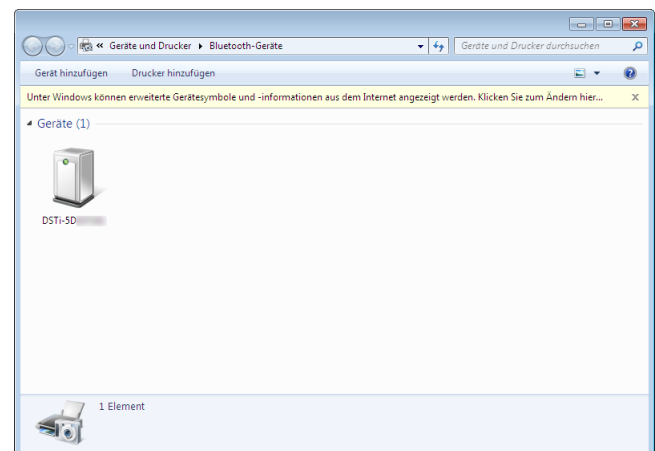 « Geräte und Drucker ▸ Bluetooth-Geräte
Geräte und Drucker durchsuchen
Gerät hinzufügen Drucker hinzufügen
Unter Windows können erweiterte Gerätesymbole und -informationen aus dem Internet angezeigt werden. Klicken Sie zum Ändern hier...
Geräte (1)
DSTi-5D
1 Element